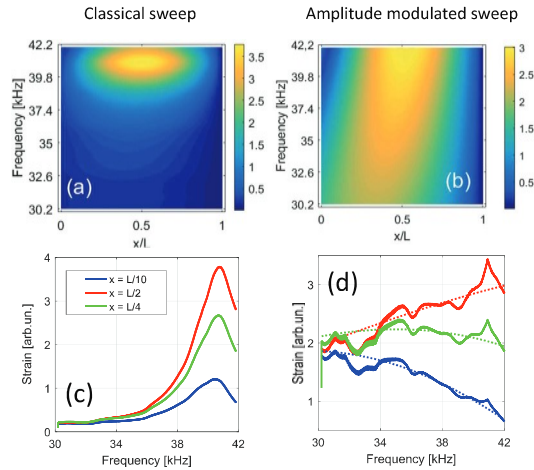 Classical sweep
Amplitude modulated sweep
42.2
39.8
37.4
35
32.6
30.2
Frequency [kHz]
(a)
0
0.5
1
x/L
3.5
3
2.5
2
1.5
1
0.5
42.2
39.8
37.4
35
32.6
30.2
Frequency [kHz]
(b)
0
0.5
1
x/L
3
2.5
2
1.5
1
0.5
4
3
2
1
0
Strain [arb.un.]
x = L/10
x = L/2
x = L/4
(c)
30
34
38
42
Frequency [kHz]
3
2
1
Strain [arb.un.]
(d)
30
34
38
42
Frequency [kHz]